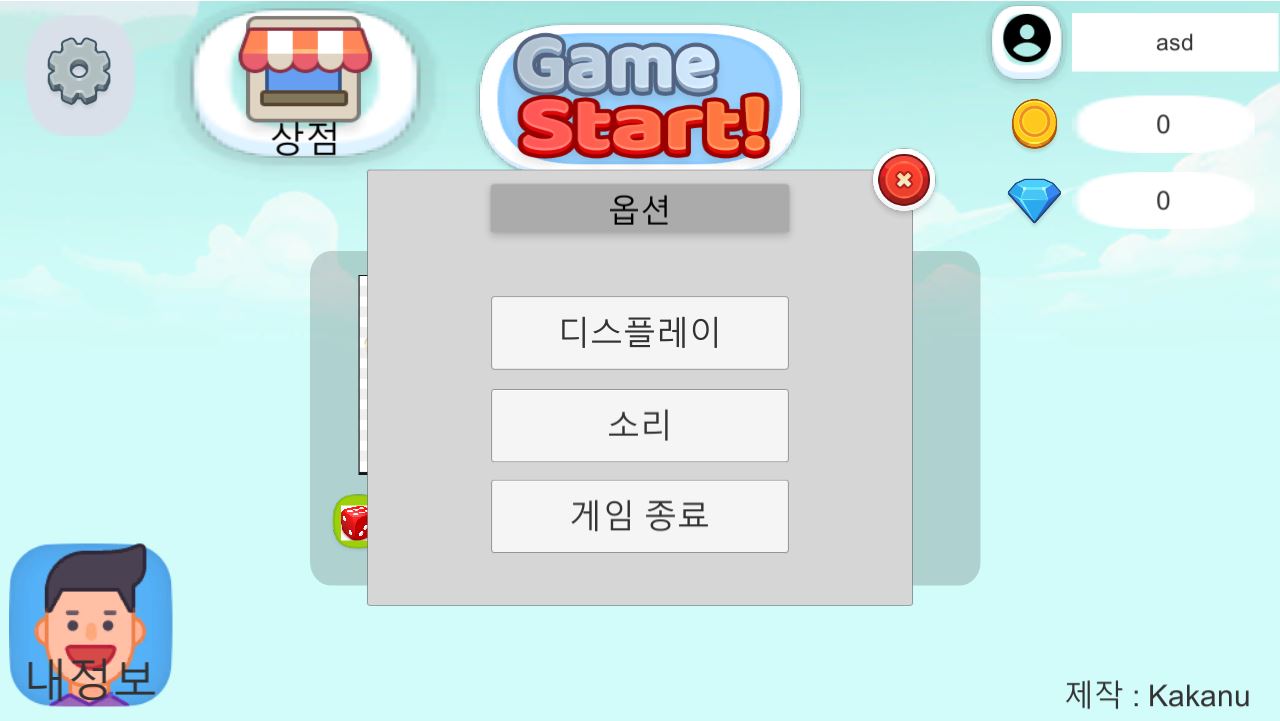 상점
Game
Start!
asd
0
0
옵션
디스플레이
소리
게임 종료
내정보
제작 : Kakanu